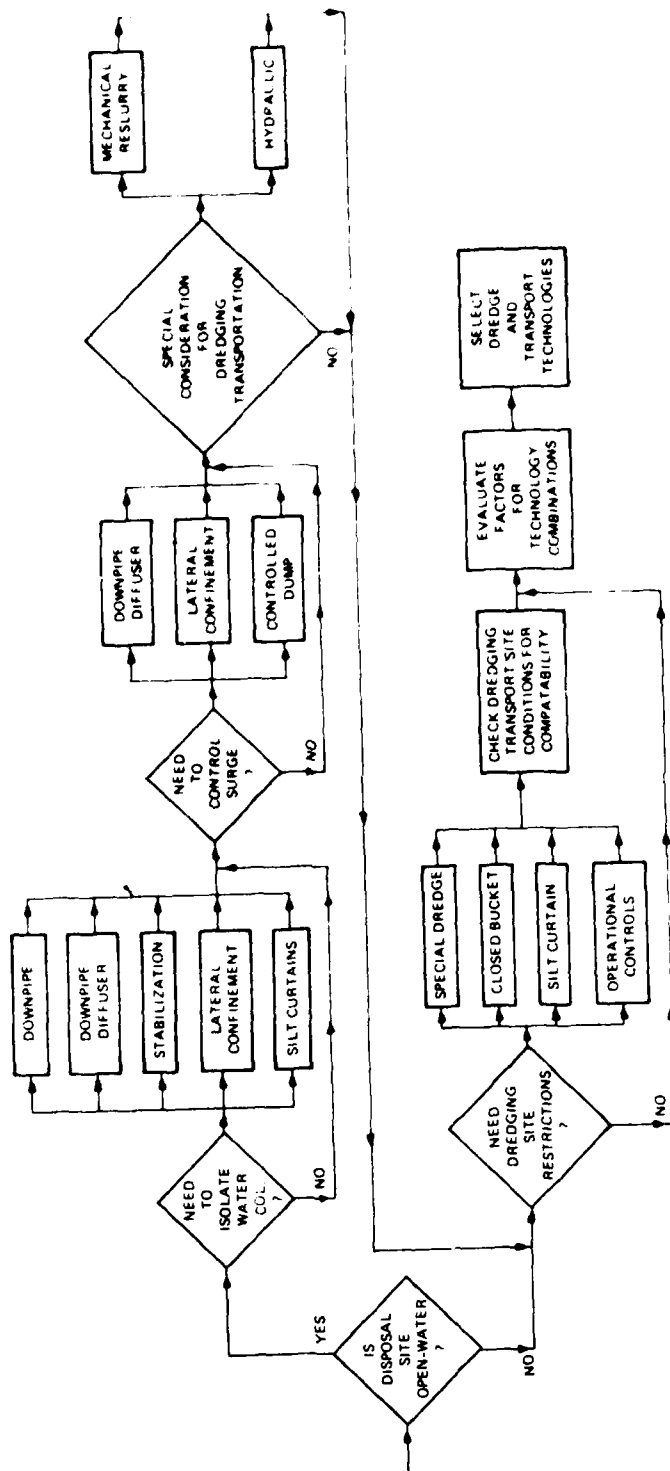 IS
DISPOSAL
SITE
OPEN-WATER
?
YES
NO
NEED
TO
ISOLATE
WATER
COL.
?
NO
DOWNPIPE
DOWNPIPE
DIFFUSER
STABILIZATION
LATERAL
CONFINEMENT
SILT CURTAINS
NEED
TO
CONTROL
SURGE
?
NO
DOWNPIPE
DIFFUSER
LATERAL
CONFINEMENT
CONTROLLED
DUMP
SPECIAL
CONSIDERATION
FOR
DREDGING
TRANSPORTATION
NO
MECHANICAL
RESLURRY
HYDRAULIC
NEED
DREDGING
SITE
RESTRICTIONS
?
NO
SPECIAL DREDGE
CLOSED BUCKET
SILT CURTAIN
OPERATIONAL
CONTROLS
CHECK DREDGING
TRANSPORT SITE
CONDITIONS FOR
COMPATABILITY
EVALUATE
FACTORS
FOR
TECHNOLOGY
COMBINATIONS
SELECT
DREDGE
AND
TRANSPORT
TECHNOLOGIES